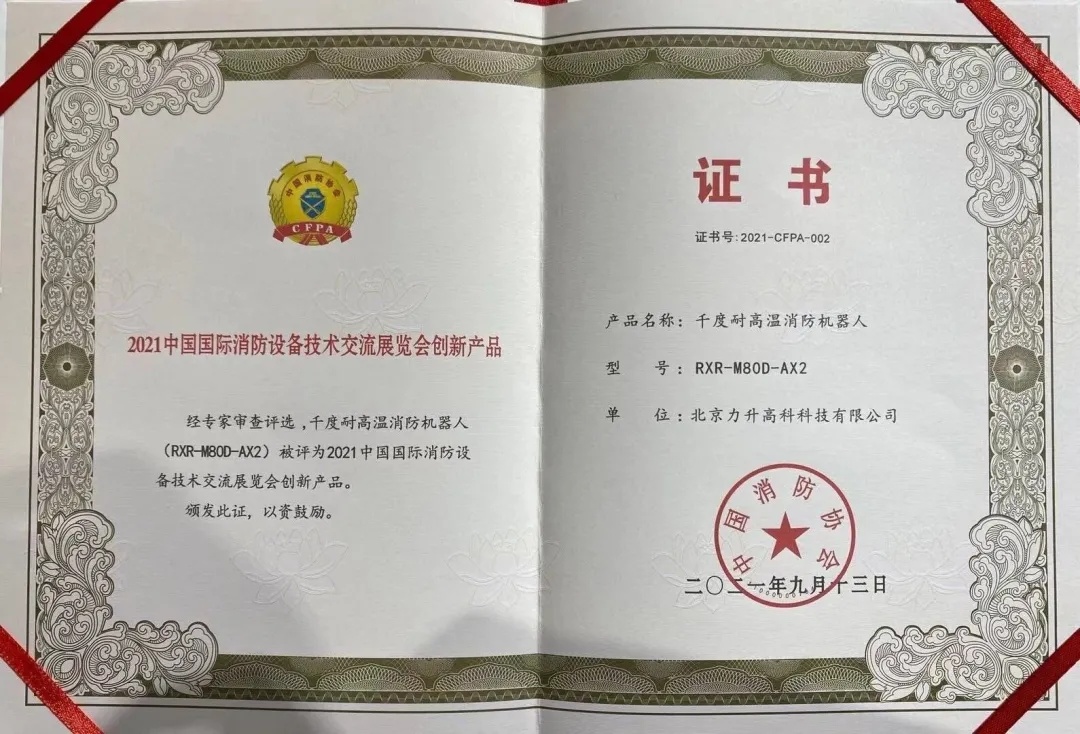 中国消防协会
CFPA
2021中国国际消防设备技术交流展览会创新产品
经专家审查评选,千度耐高温消防机器人
（RXR-M80D-AX2）被评为2021中国国际消防设
备技术交流展览会创新产品。
颁发此证，以资鼓励。
证书
证书号:2021-CFPA-002
产品名称：千度耐高温消防机器人
型号：RXR-M80D-AX2
单位：北京力升高科科技有限公司
中国消防协会
二〇二一年九月十三日